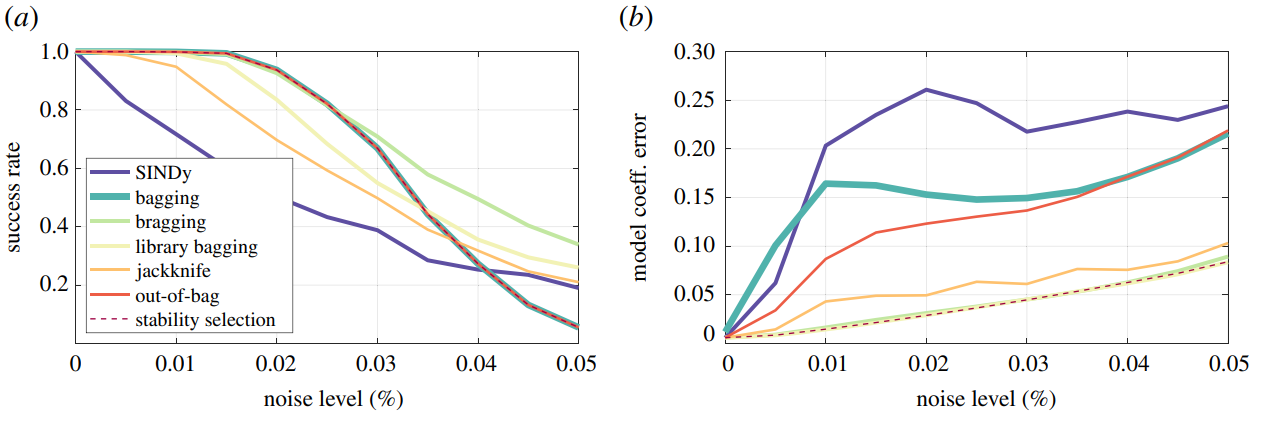 (a)
success rate
1.0
0.8
0.6
0.4
0.2
SINDy
bagging
bragging
library bagging
jackknife
out-of-bag
stability selection
0 0.01 0.02 0.03 0.04 0.05
noise level (%)
(b)
model coeff. error
0.30
0.25
0.20
0.15
0.10
0.05
0
0 0.01 0.02 0.03 0.04 0.05
noise level (%)